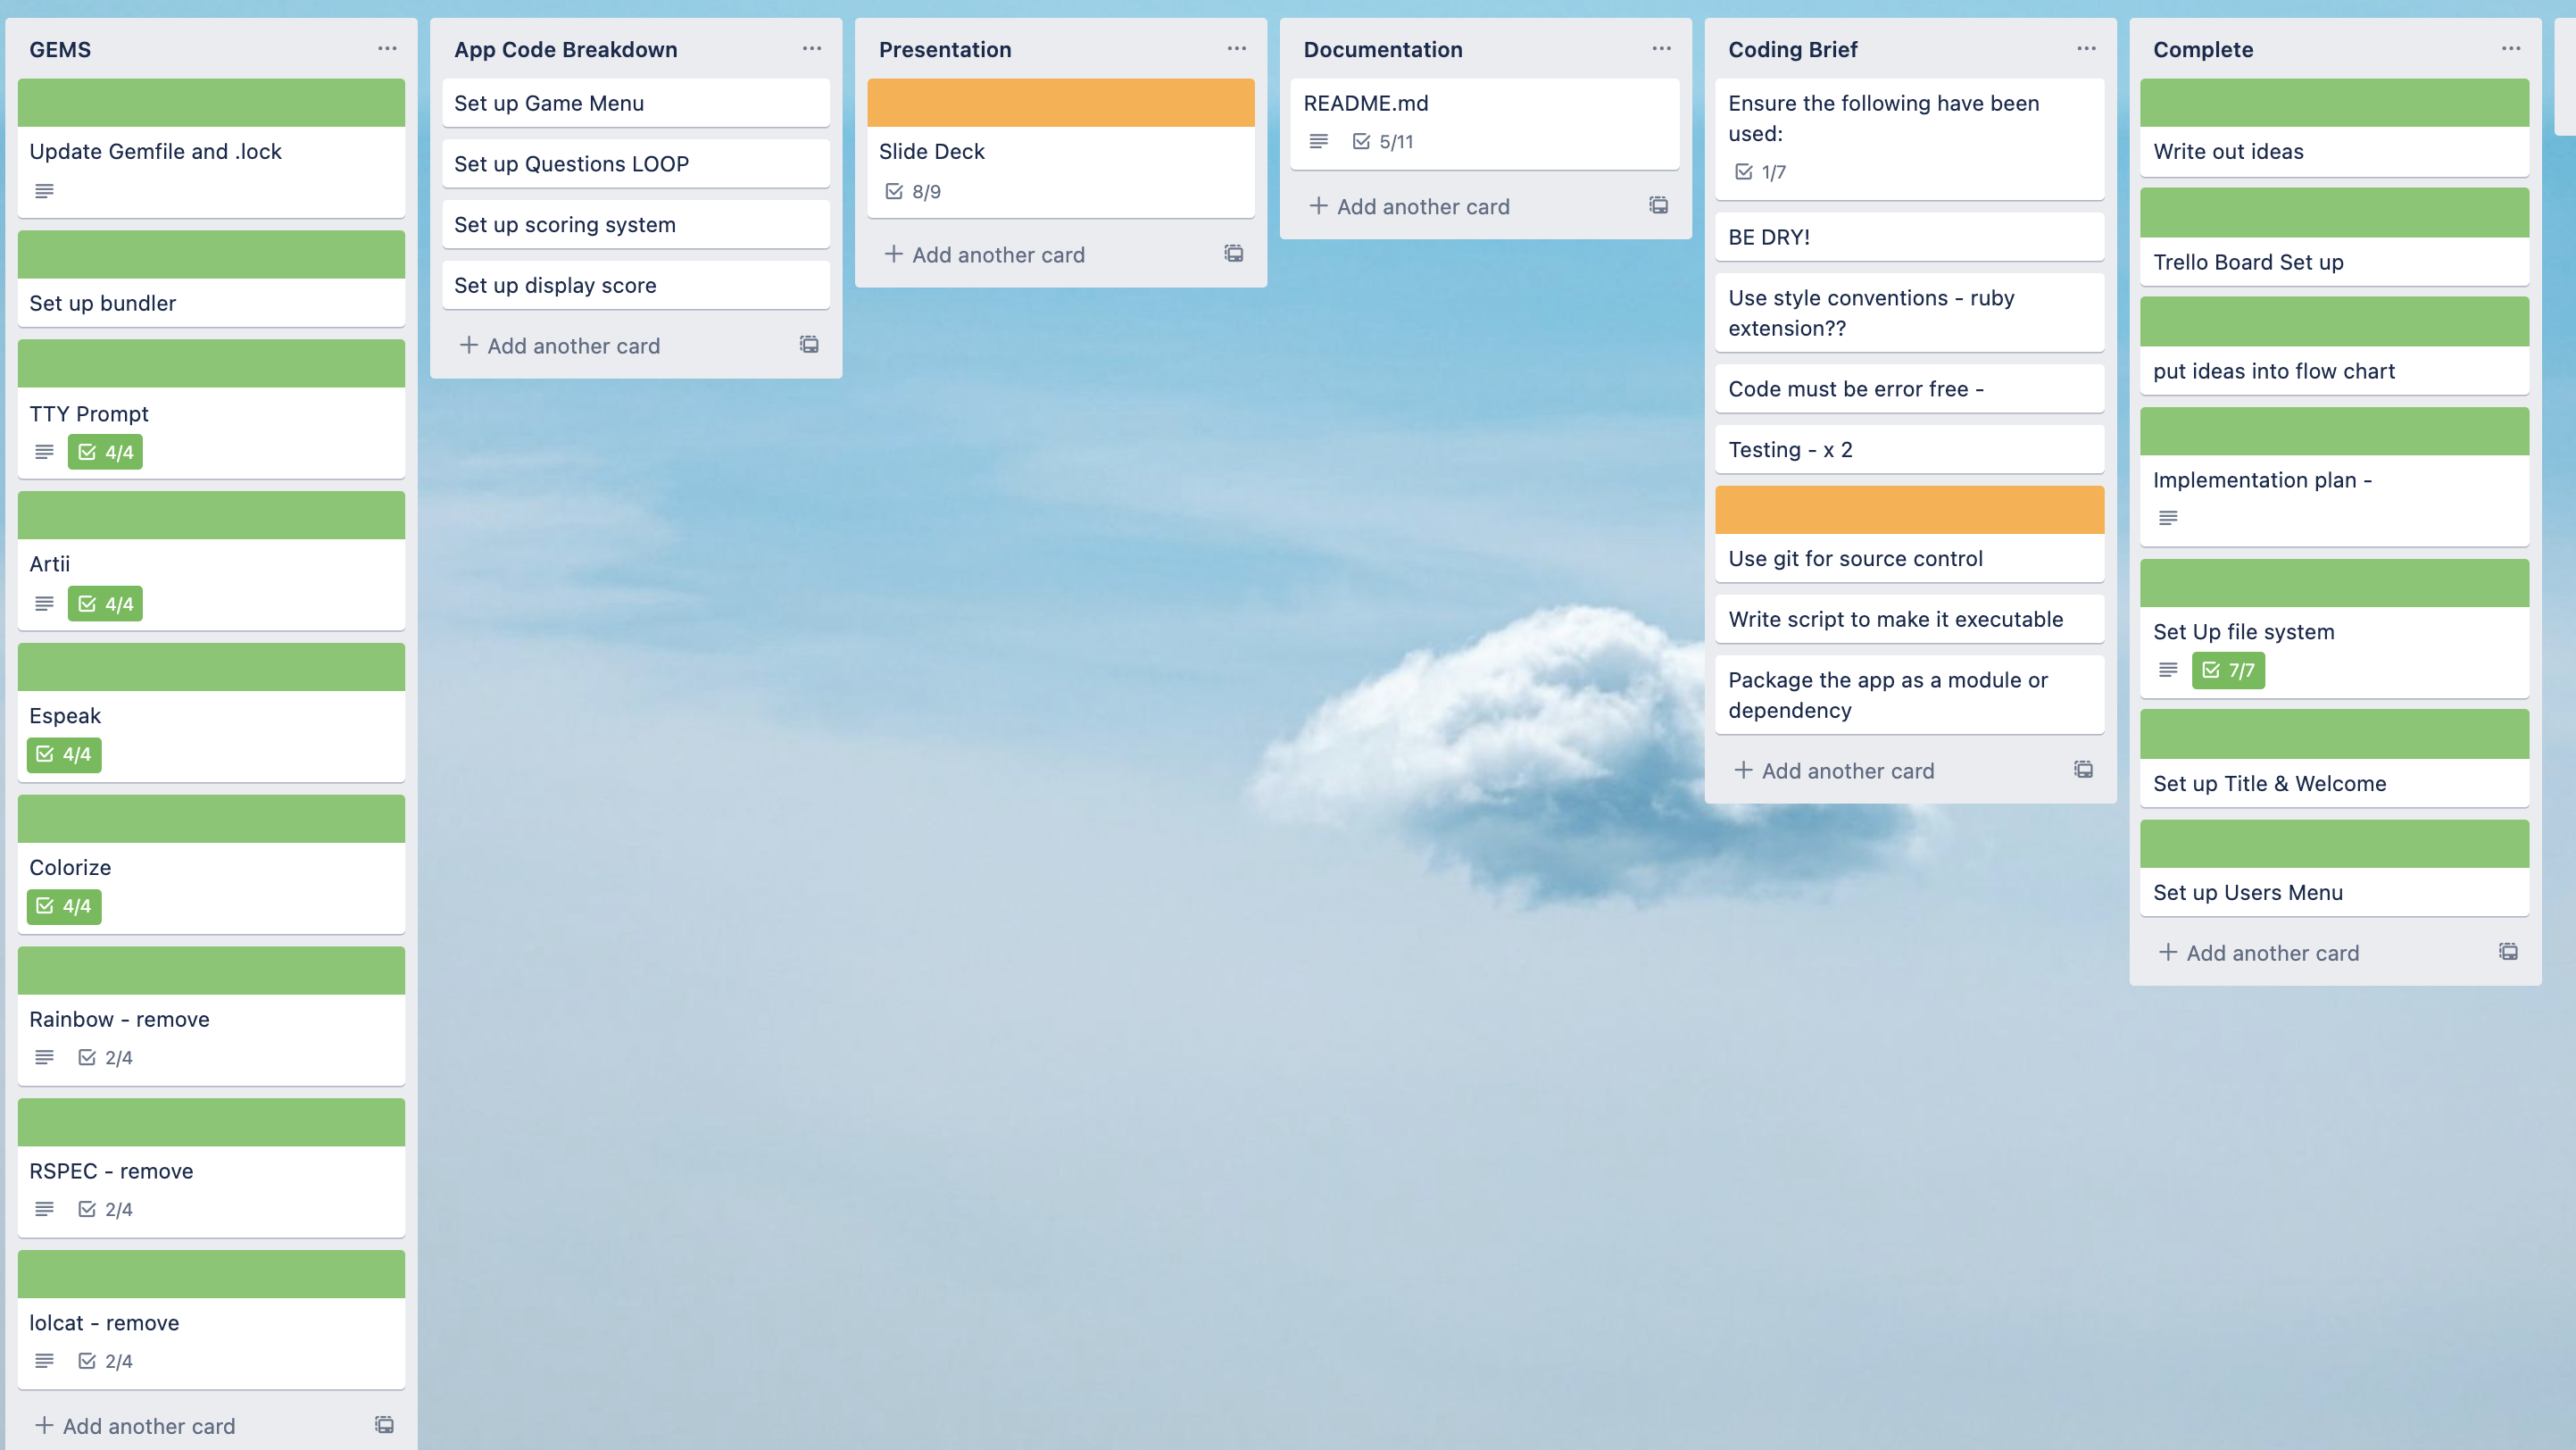 GEMS
Update Gemfile and .lock
Set up bundler
TTY Prompt
4/4
Artii
4/4
Espeak
4/4
Colorize
4/4
Rainbow - remove
2/4
RSPEC - remove
2/4
lolcat - remove
2/4
Add another card
App Code Breakdown
Set up Game Menu
Set up Questions LOOP
Set up scoring system
Set up display score
Add another card
Presentation
Slide Deck
8/9
Add another card
Documentation
README.md
5/11
Add another card
Coding Brief
Ensure the following have been
used:
1/7
BE DRY!
Use style conventions - ruby
extension??
Code must be error free -
Testing - x 2
Use git for source control
Write script to make it executable
Package the app as a module or
dependency
Add another card
Complete
Write out ideas
Trello Board Set up
put ideas into flow chart
Implementation plan -
Set Up file system
7/7
Set up Title & Welcome
Set up Users Menu
Add another card